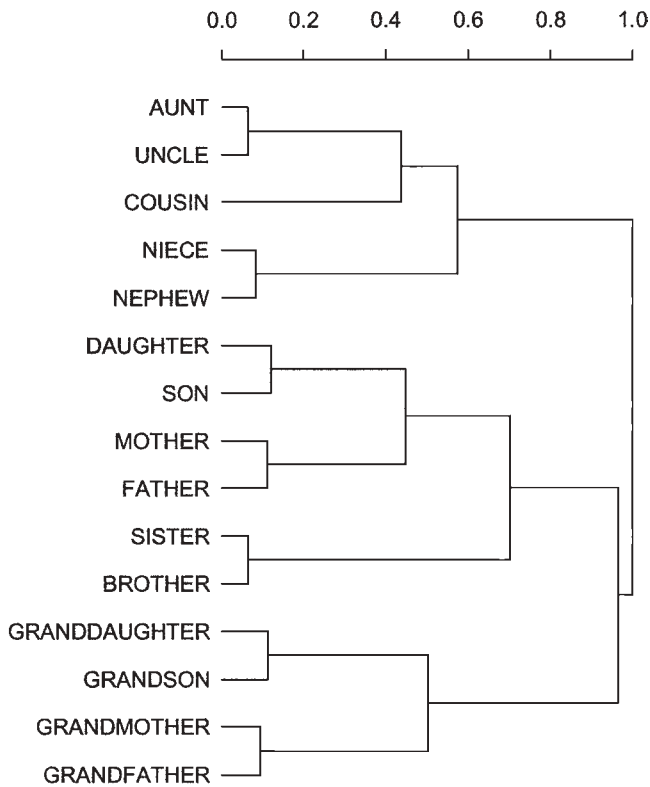 0.0 0.2 0.4 0.6 0.8 1.0
AUNT
UNCLE
COUSIN
NIECE
NEPHEW
DAUGHTER
SON
MOTHER
FATHER
SISTER
BROTHER
GRANDDAUGHTER
GRANDSON
GRANDMOTHER
GRANDFATHER